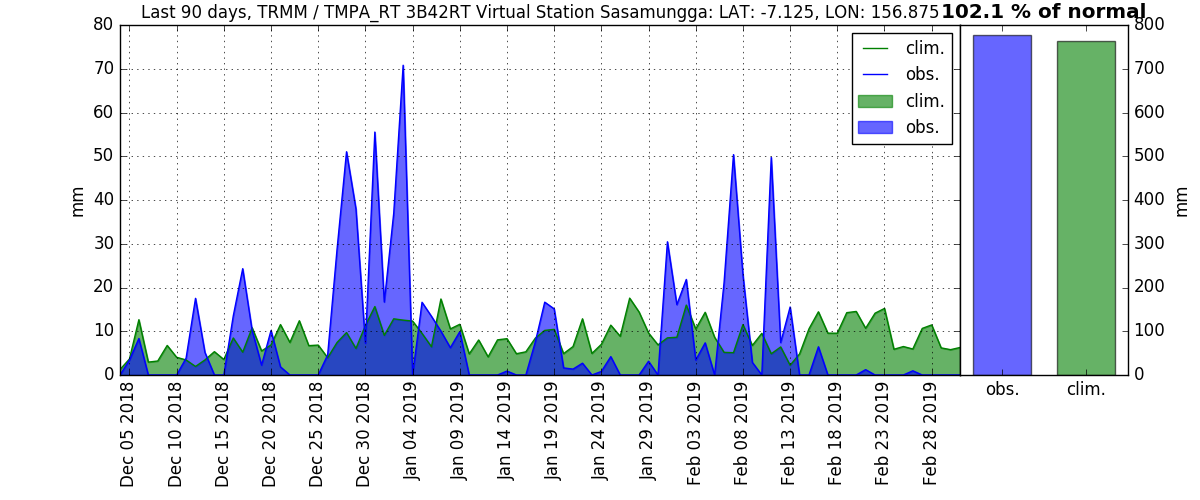 Last 90 days, TRMM / TMPA_RT 3B42RT Virtual Station Sasamungga: LAT: -7.125, LON: 156.875
102.1 % of normal
80
70
60
50
40
30
20
10
0
mm
clim.
obs.
clim.
obs.
Dec 05 2018
Dec 10 2018
Dec 15 2018
Dec 20 2018
Dec 25 2018
Dec 30 2018
Jan 04 2019
Jan 09 2019
Jan 14 2019
Jan 19 2019
Jan 24 2019
Jan 29 2019
Feb 03 2019
Feb 08 2019
Feb 13 2019
Feb 18 2019
Feb 23 2019
Feb 28 2019
800
700
600
500
400
300
200
100
0
mm
obs.
clim.